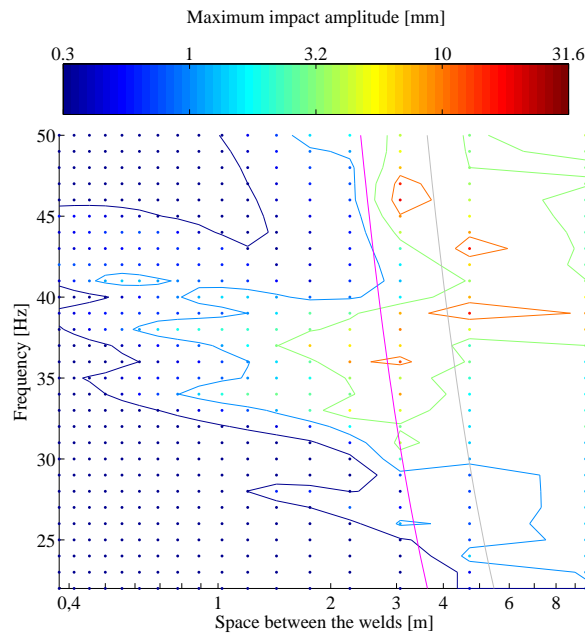 Maximum impact amplitude [mm]
0.3 1 3.2 10 31.6
50
45
40
35
30
25
Frequency [Hz]
0,4 1 2 3 4 6 8
Space between the welds [m]